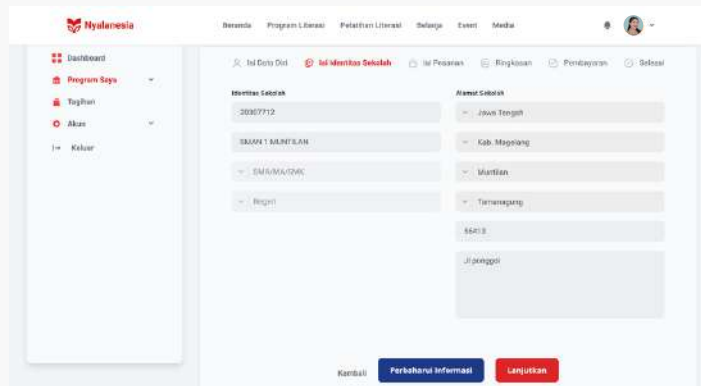 Nyalanesia
Beranda Program Literasi Pelatihan Literasi Belanja Event Media
Dashboard
Program Saya
Tagihan
Akun
Keluar
Isi Data Diri Isi Identitas Sekolah Isi Pesanan Ringkasan Pembayaran Selesai
Identitas Sekolah
20307712
SMAN 1 MUNTILAN
SMA/MA/SMK
Negeri
Alamat Sekolah
Jawa Tengah
Kab. Magelang
Muntilan
Tamanagung
56413
Jl ponggol
Kembali Perbaharui Informasi Lanjutkan